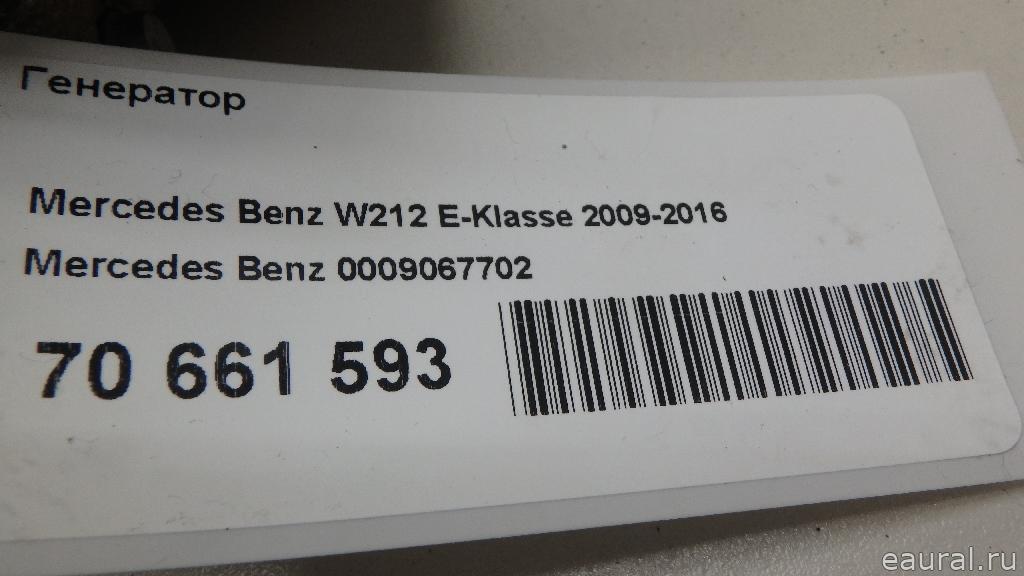 Генератор
Mercedes Benz W212 E-Klasse 2009-2016
Mercedes Benz 0009067702
70 661 593
eaural.ru